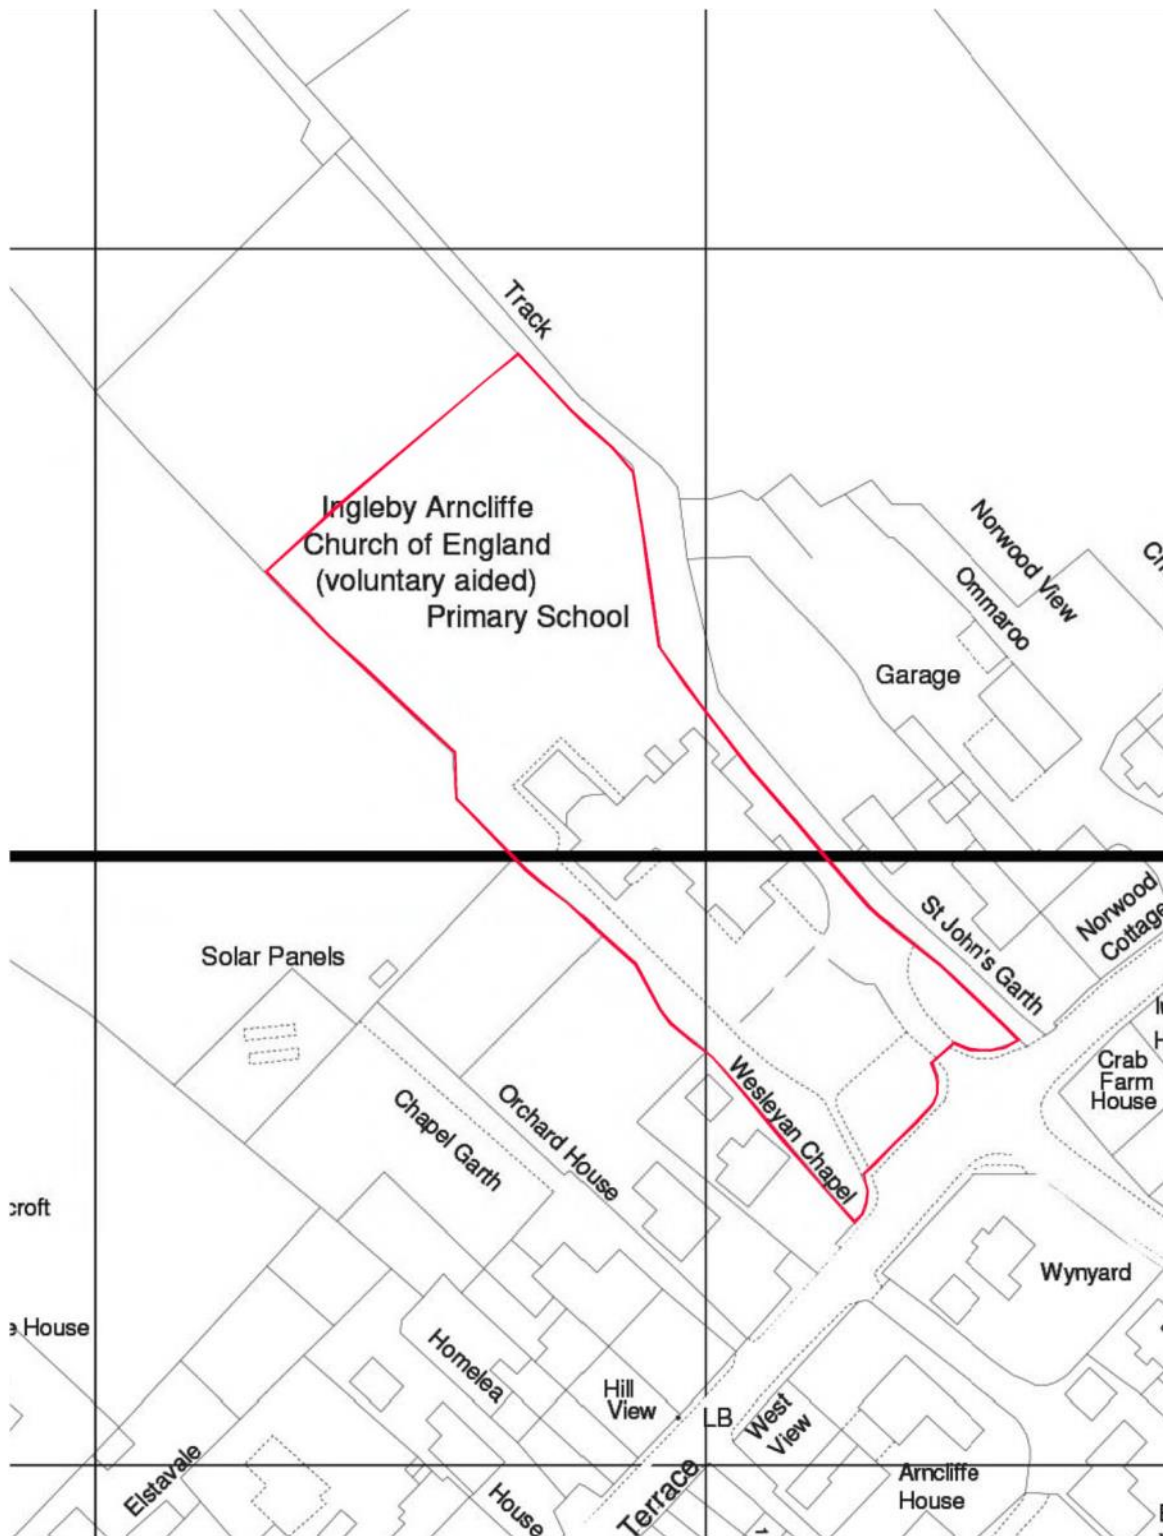 Track
Ingleby Arncliffe
Church of England
(voluntary aided)
Primary School
Norwood View
Ommaroo
Garage
Norwood
Cottage
St John's Garth
Solar Panels
Crab
Farm
House
Wesleyan Chapel
Orchard House
Chapel Garth
croft
Wynyard
House
Homelea
Hill
View
LB
West
View
Elstavale
House
Terrace
Arncliffe
House